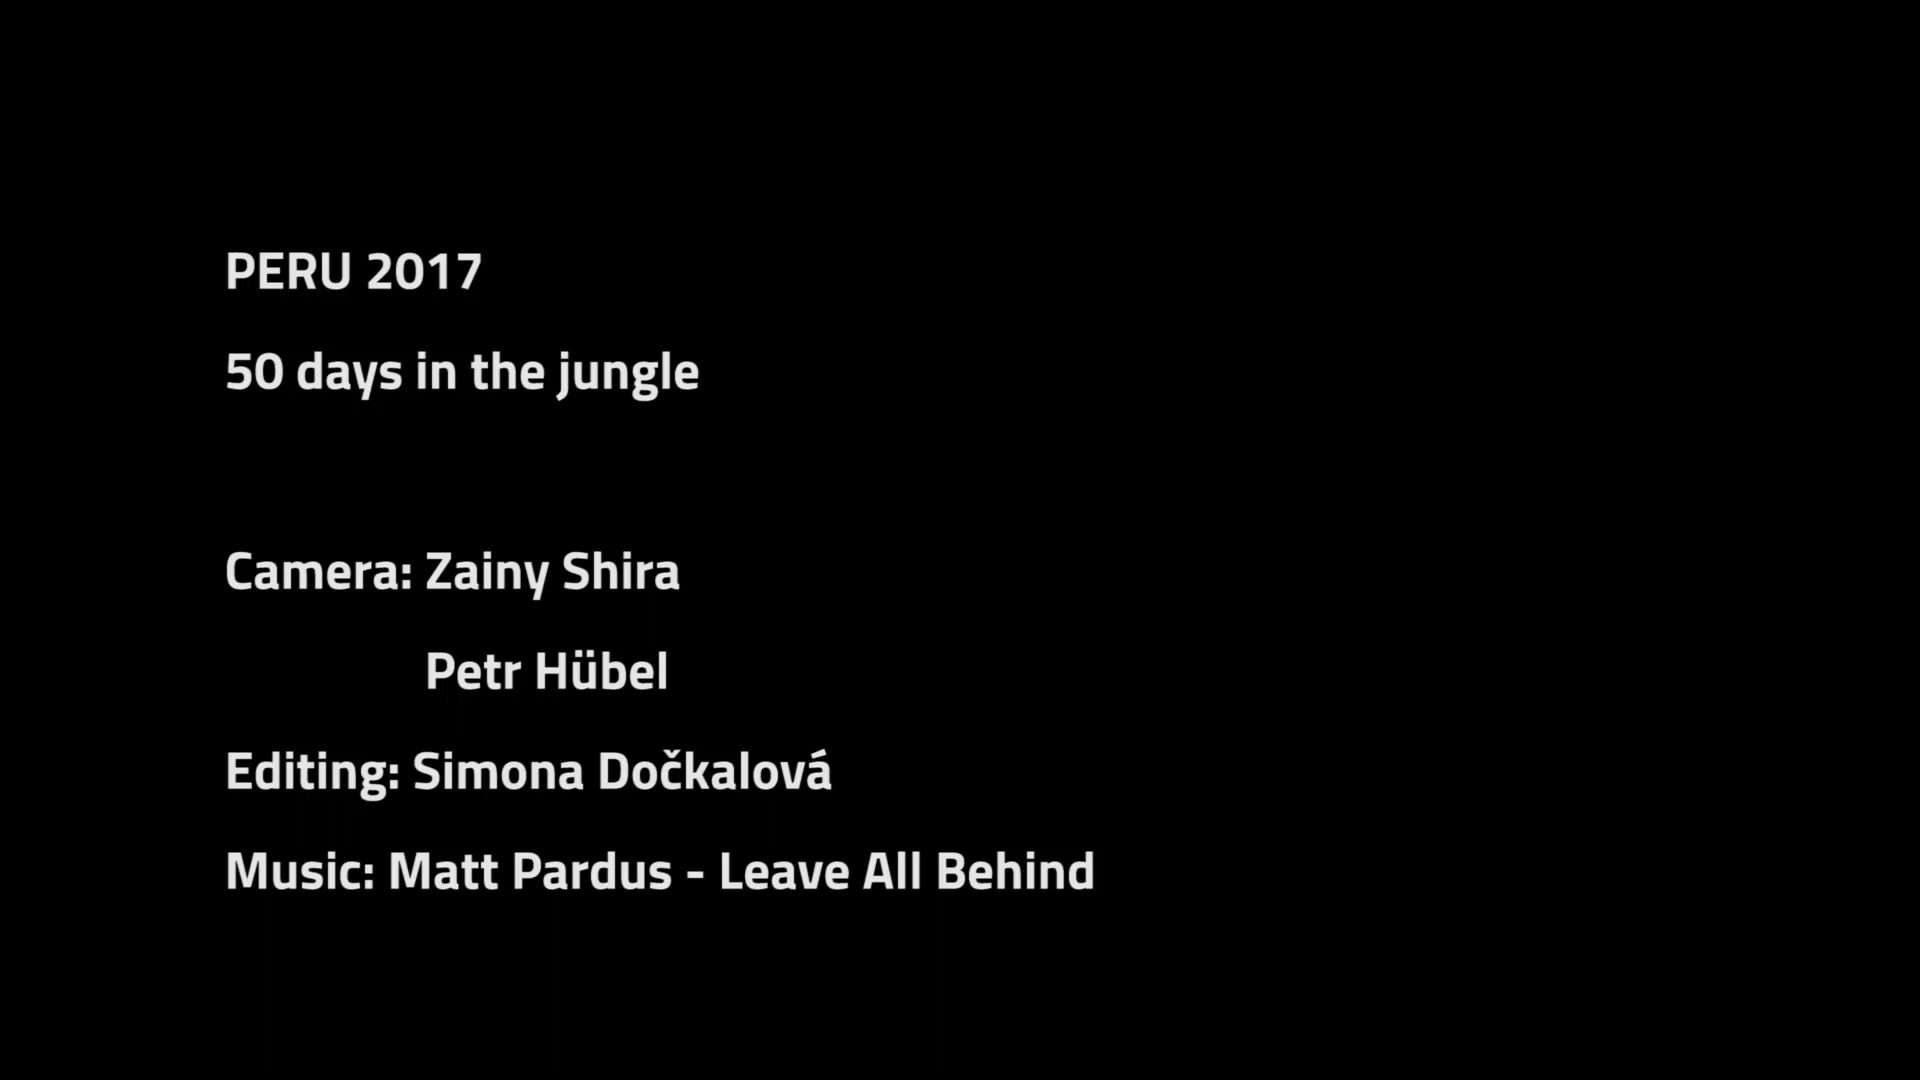 PERU 2017
50 days in the jungle
Camera: Zainy Shira
Petr Hübel
Editing: Simona Dočkalová
Music: Matt Pardus - Leave All Behind